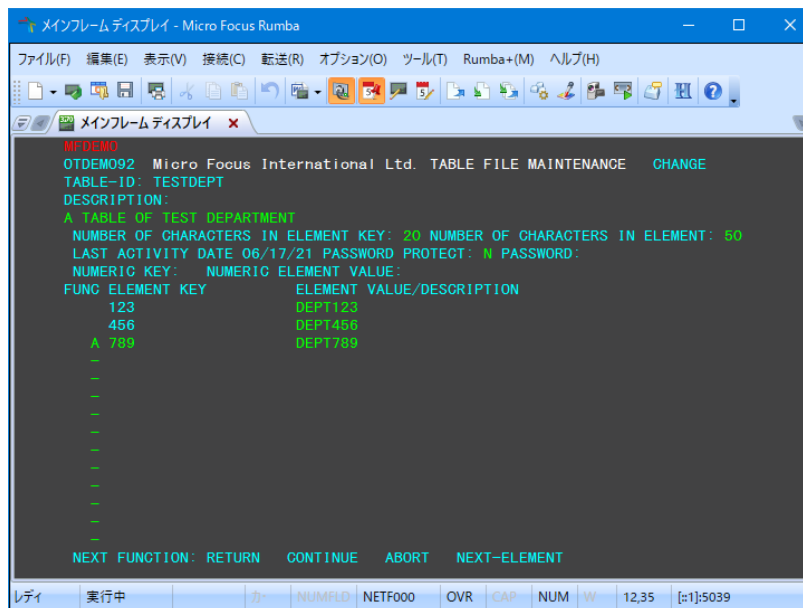 メインフレーム ディスプレイ - Micro Focus Rumba
ファイル(F) 編集(E) 表示(V) 接続(C) 転送(R) オプション(O) ツール(T) Rumba+(M) ヘルプ(H)
メインフレーム ディスプレイ
MFDEMO
OTDEMO92 Micro Focus International Ltd. TABLE FILE MAINTENANCE CHANGE
TABLE-ID: TESTDEPT
DESCRIPTION:
A TABLE OF TEST DEPARTMENT
NUMBER OF CHARACTERS IN ELEMENT KEY: 20 NUMBER OF CHARACTERS IN ELEMENT: 50
LAST ACTIVITY DATE 06/17/21 PASSWORD PROTECT: N PASSWORD:
NUMERIC KEY: NUMERIC ELEMENT VALUE:
FUNC ELEMENT KEY ELEMENT VALUE/DESCRIPTION
123 DEPT123
456 DEPT456
A 789 DEPT789
NEXT FUNCTION: RETURN CONTINUE ABORT NEXT-ELEMENT
レディ 実行中 カナ NUMFLD NETF000 OVR CAP NUM W 12,35 [::1]:5039